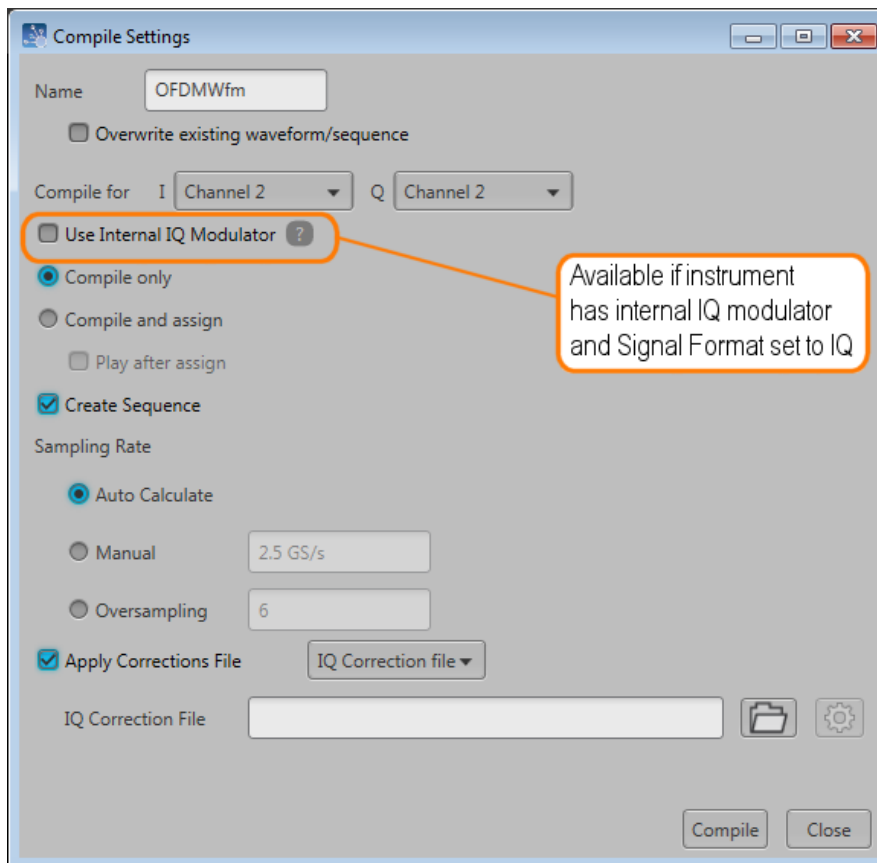 Compile Settings
Name OFDMWfm
Overwrite existing waveform/sequence
Compile for I Channel 2 Q Channel 2
Use Internal IQ Modulator ?
Compile only
Available if instrument
has internal IQ modulator
and Signal Format set to IQ
Compile and assign
Play after assign
Create Sequence
Sampling Rate
Auto Calculate
Manual 2.5 GS/s
Oversampling 6
Apply Corrections File IQ Correction file
IQ Correction File
Compile Close